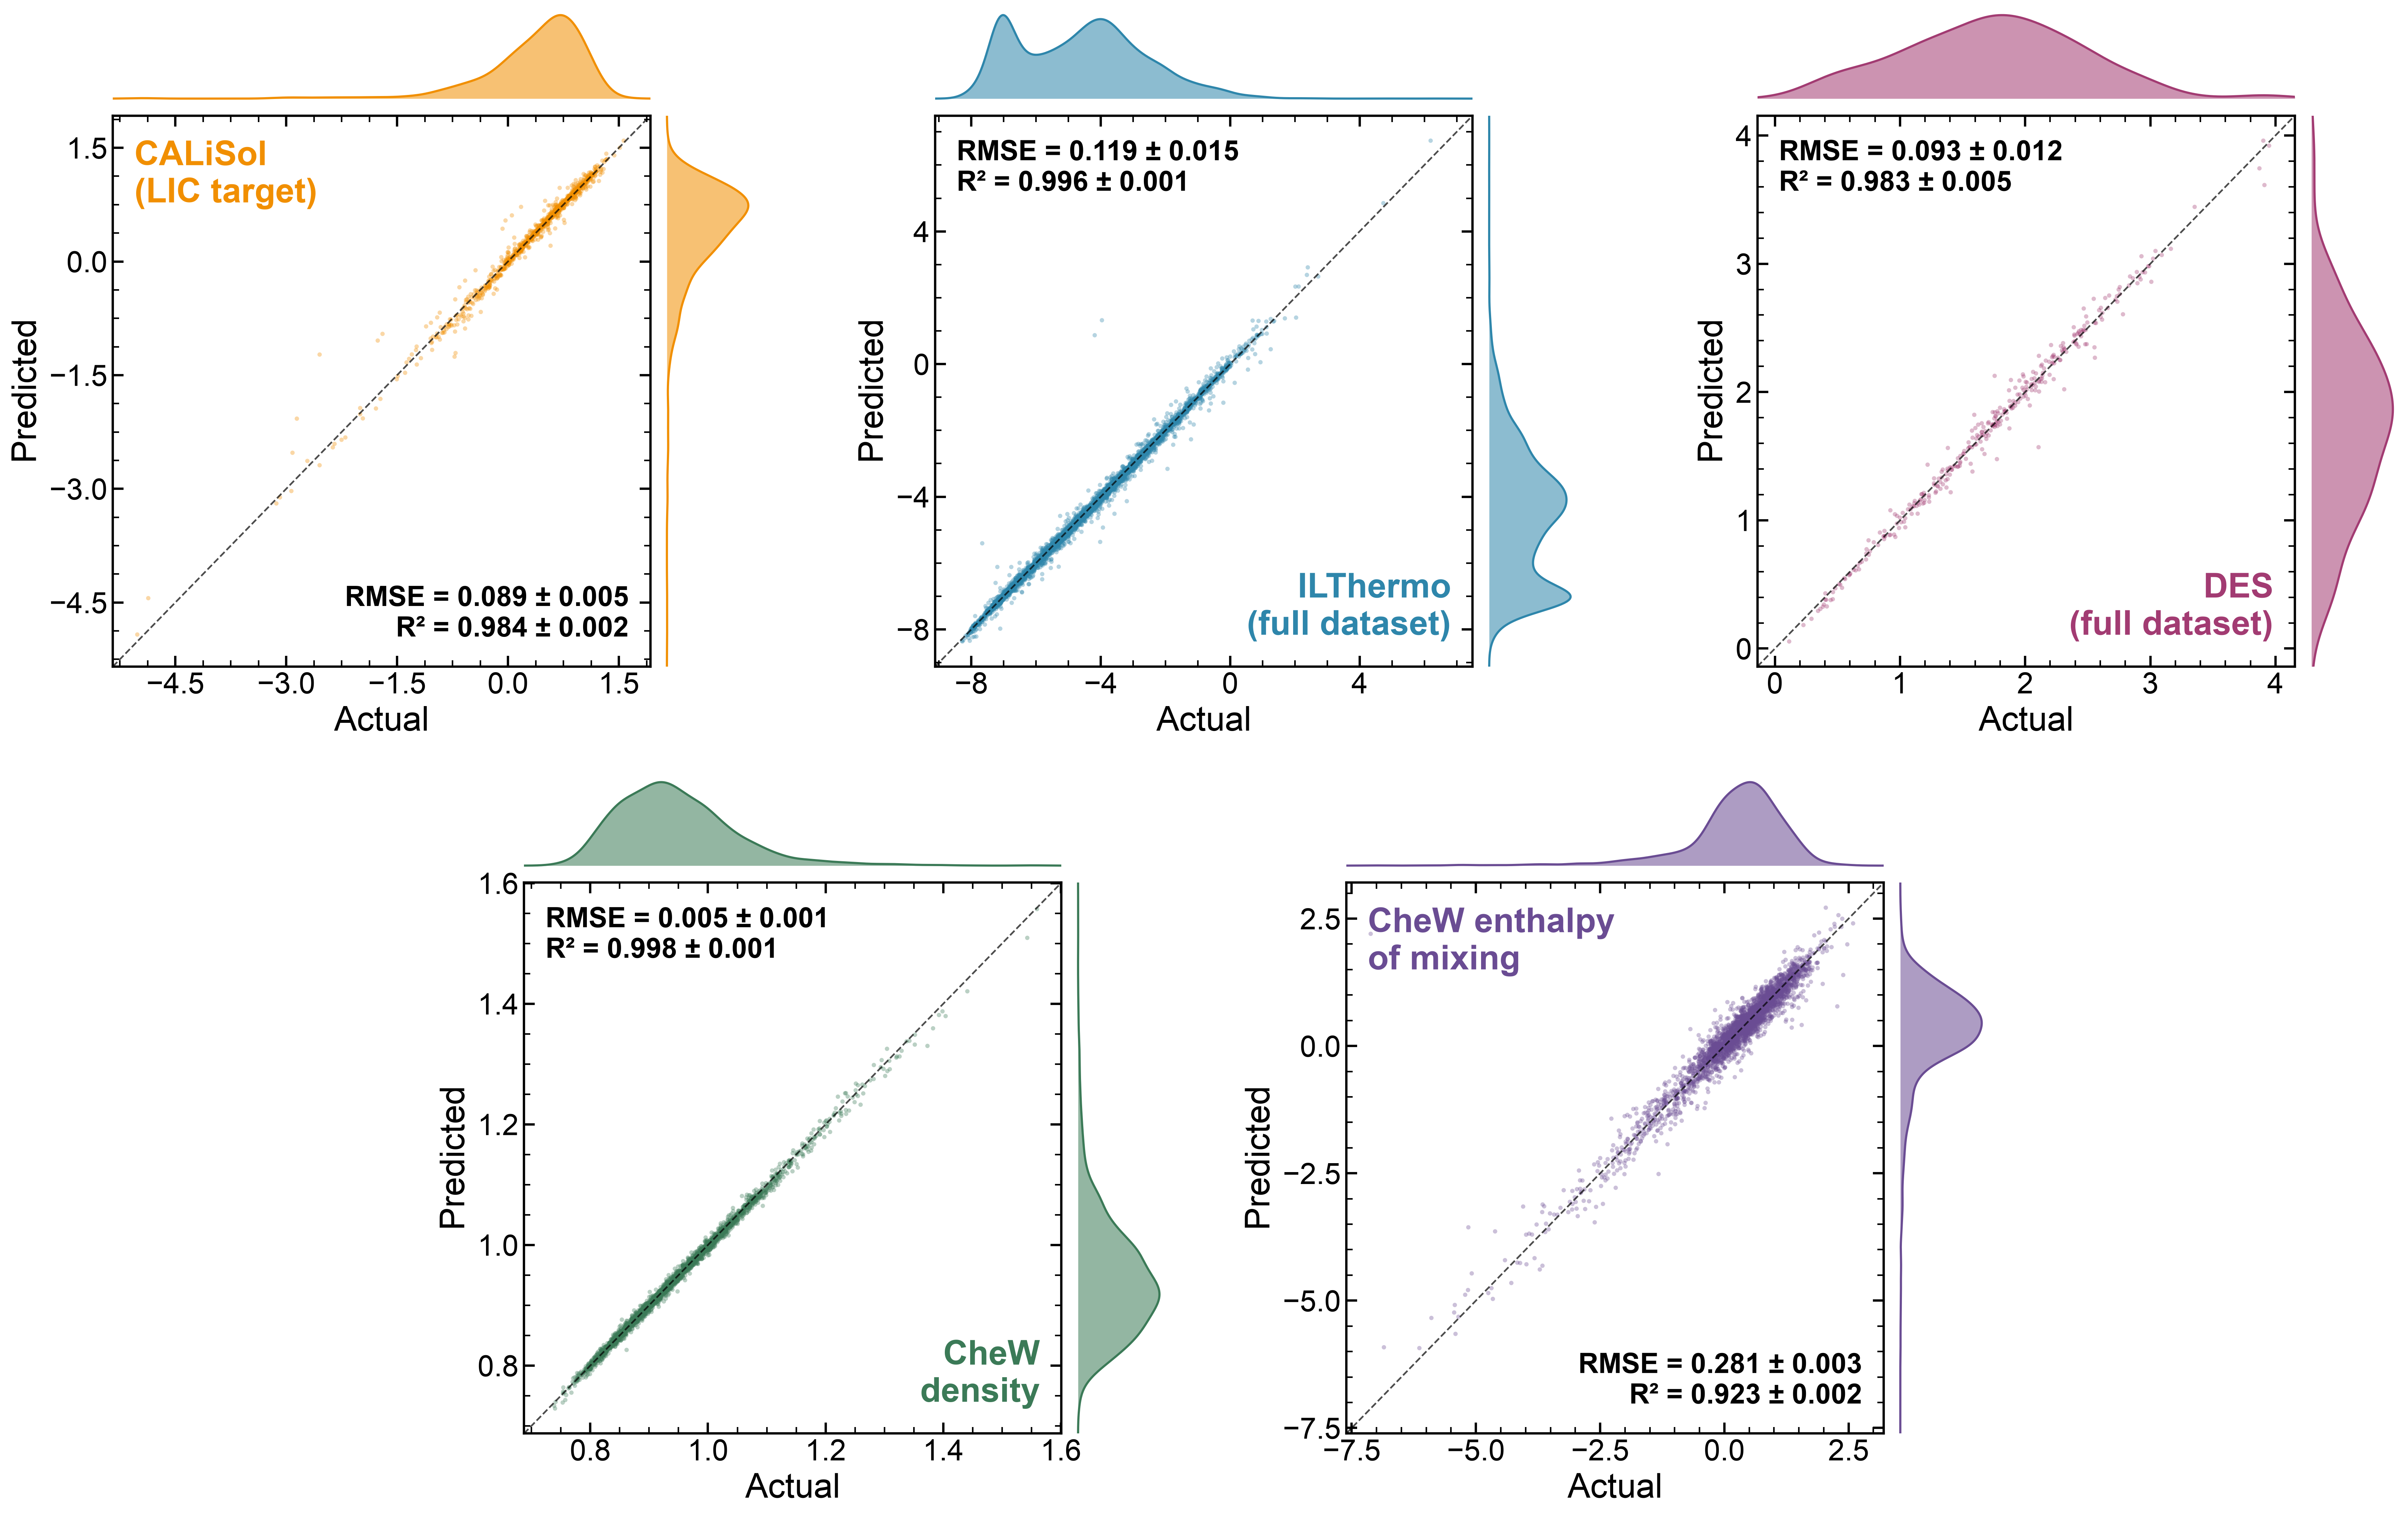 CALiSol
(LIC target)
RMSE = 0.089 ± 0.005
R² = 0.984 ± 0.002
1.5
0.0
−1.5
−3.0
−4.5
−4.5 −3.0 −1.5 0.0 1.5
Predicted
Actual
RMSE = 0.119 ± 0.015
R² = 0.996 ± 0.001
ILThermo
(full dataset)
4
0
−4
−8
−8 −4 0 4
Predicted
Actual
RMSE = 0.093 ± 0.012
R² = 0.983 ± 0.005
DES
(full dataset)
4
3
2
1
0
0 1 2 3 4
Predicted
Actual
RMSE = 0.005 ± 0.001
R² = 0.998 ± 0.001
CheW
density
1.6
1.4
1.2
1.0
0.8
0.8 1.0 1.2 1.4 1.6
Predicted
Actual
CheW enthalpy
of mixing
RMSE = 0.281 ± 0.003
R² = 0.923 ± 0.002
2.5
0.0
−2.5
−5.0
−7.5
−7.5 −5.0 −2.5 0.0 2.5
Predicted
Actual